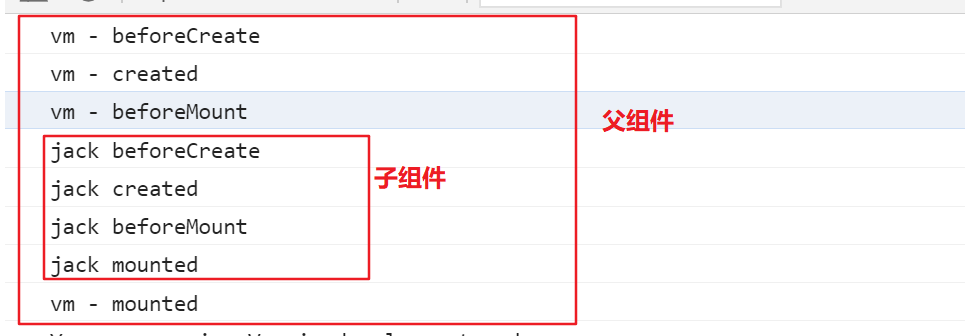 vm - beforeCreate
vm - created
vm - beforeMount
父组件
jack beforeCreate
jack created
子组件
jack beforeMount
jack mounted
vm - mounted